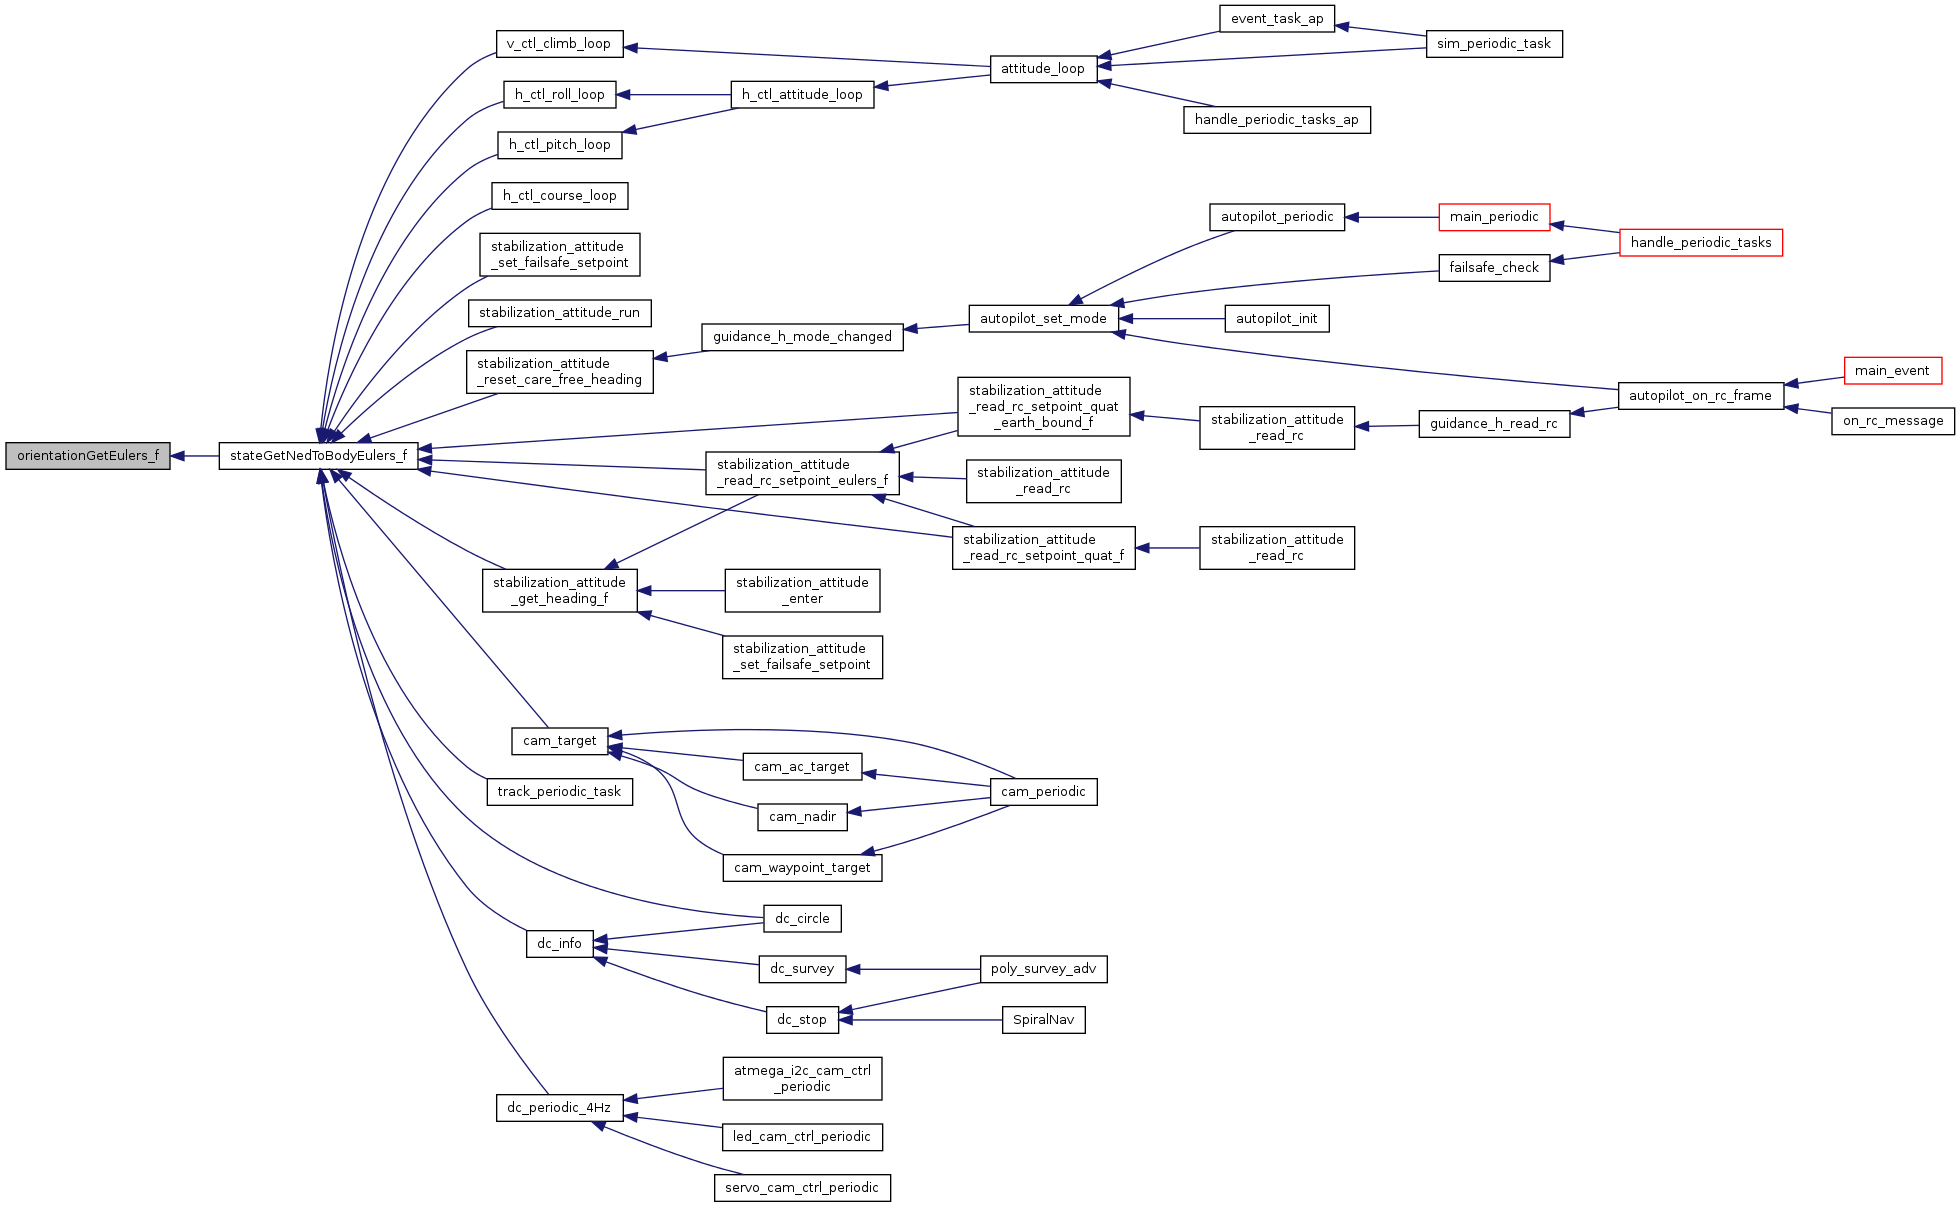 orientationGetEulers_f
stateGetNedToBodyEulers_f
v_ctl_climb_loop
h_ctl_roll_loop
h_ctl_pitch_loop
h_ctl_course_loop
stabilization_attitude
_set_failsafe_setpoint
stabilization_attitude_run
stabilization_attitude
_reset_care_free_heading
h_ctl_attitude_loop
attitude_loop
event_task_ap
sim_periodic_task
handle_periodic_tasks_ap
guidance_h_mode_changed
autopilot_set_mode
autopilot_periodic
main_periodic
handle_periodic_tasks
failsafe_check
autopilot_init
autopilot_on_rc_frame
main_event
on_rc_message
stabilization_attitude
_read_rc_setpoint_quat
_earth_bound_f
stabilization_attitude
_read_rc
guidance_h_read_rc
stabilization_attitude
_read_rc_setpoint_eulers_f
stabilization_attitude
_read_rc
stabilization_attitude
_read_rc_setpoint_quat_f
stabilization_attitude
_read_rc
stabilization_attitude
_get_heading_f
stabilization_attitude
_enter
stabilization_attitude
_set_failsafe_setpoint
cam_target
cam_ac_target
cam_nadir
cam_waypoint_target
cam_periodic
track_periodic_task
dc_circle
dc_info
dc_survey
dc_stop
poly_survey_adv
SpiralNav
dc_periodic_4Hz
atmega_i2c_cam_ctrl
_periodic
led_cam_ctrl_periodic
servo_cam_ctrl_periodic